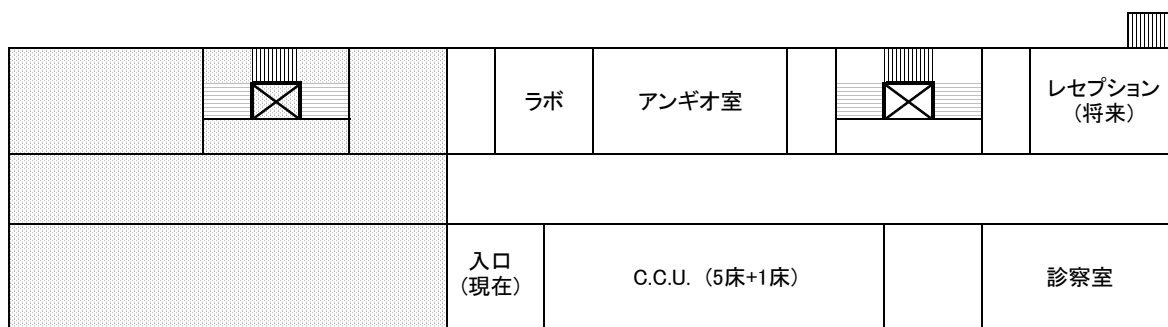 ラボ
アンギオ室
レセプション
(将来)
入口
(現在)
C.C.U. (5床+1床)
診察室